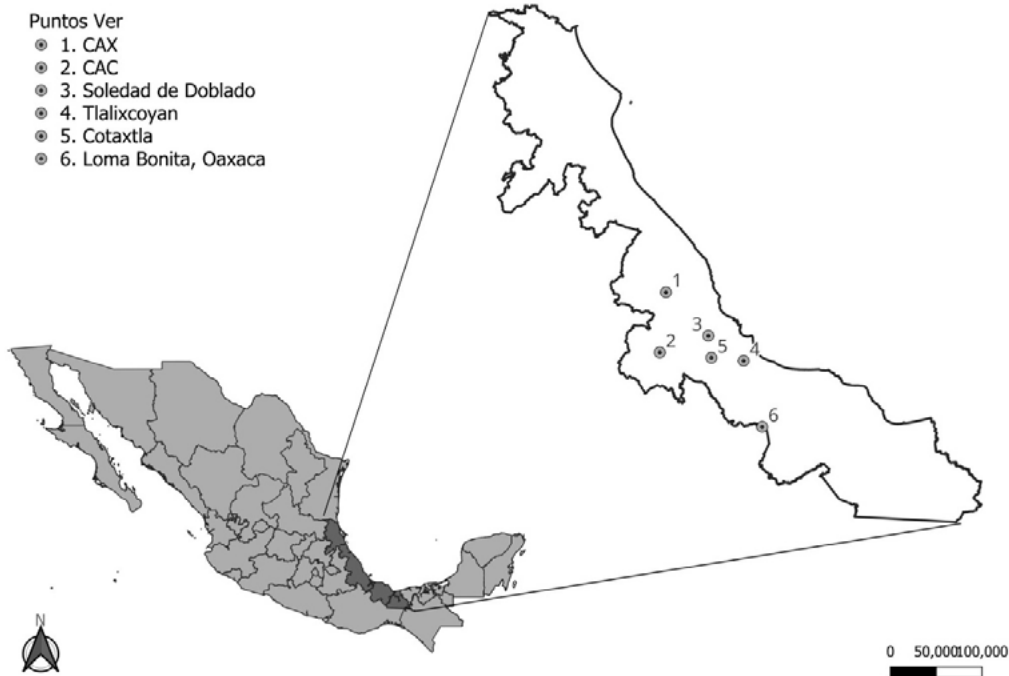 Puntos Ver
1. CAX
2. CAC
3. Soledad de Doblado
4. Tlalixcoyan
5. Cotaxtla
6. Loma Bonita, Oaxaca
1
3
2
5
4
6
N
0 50,000100,000